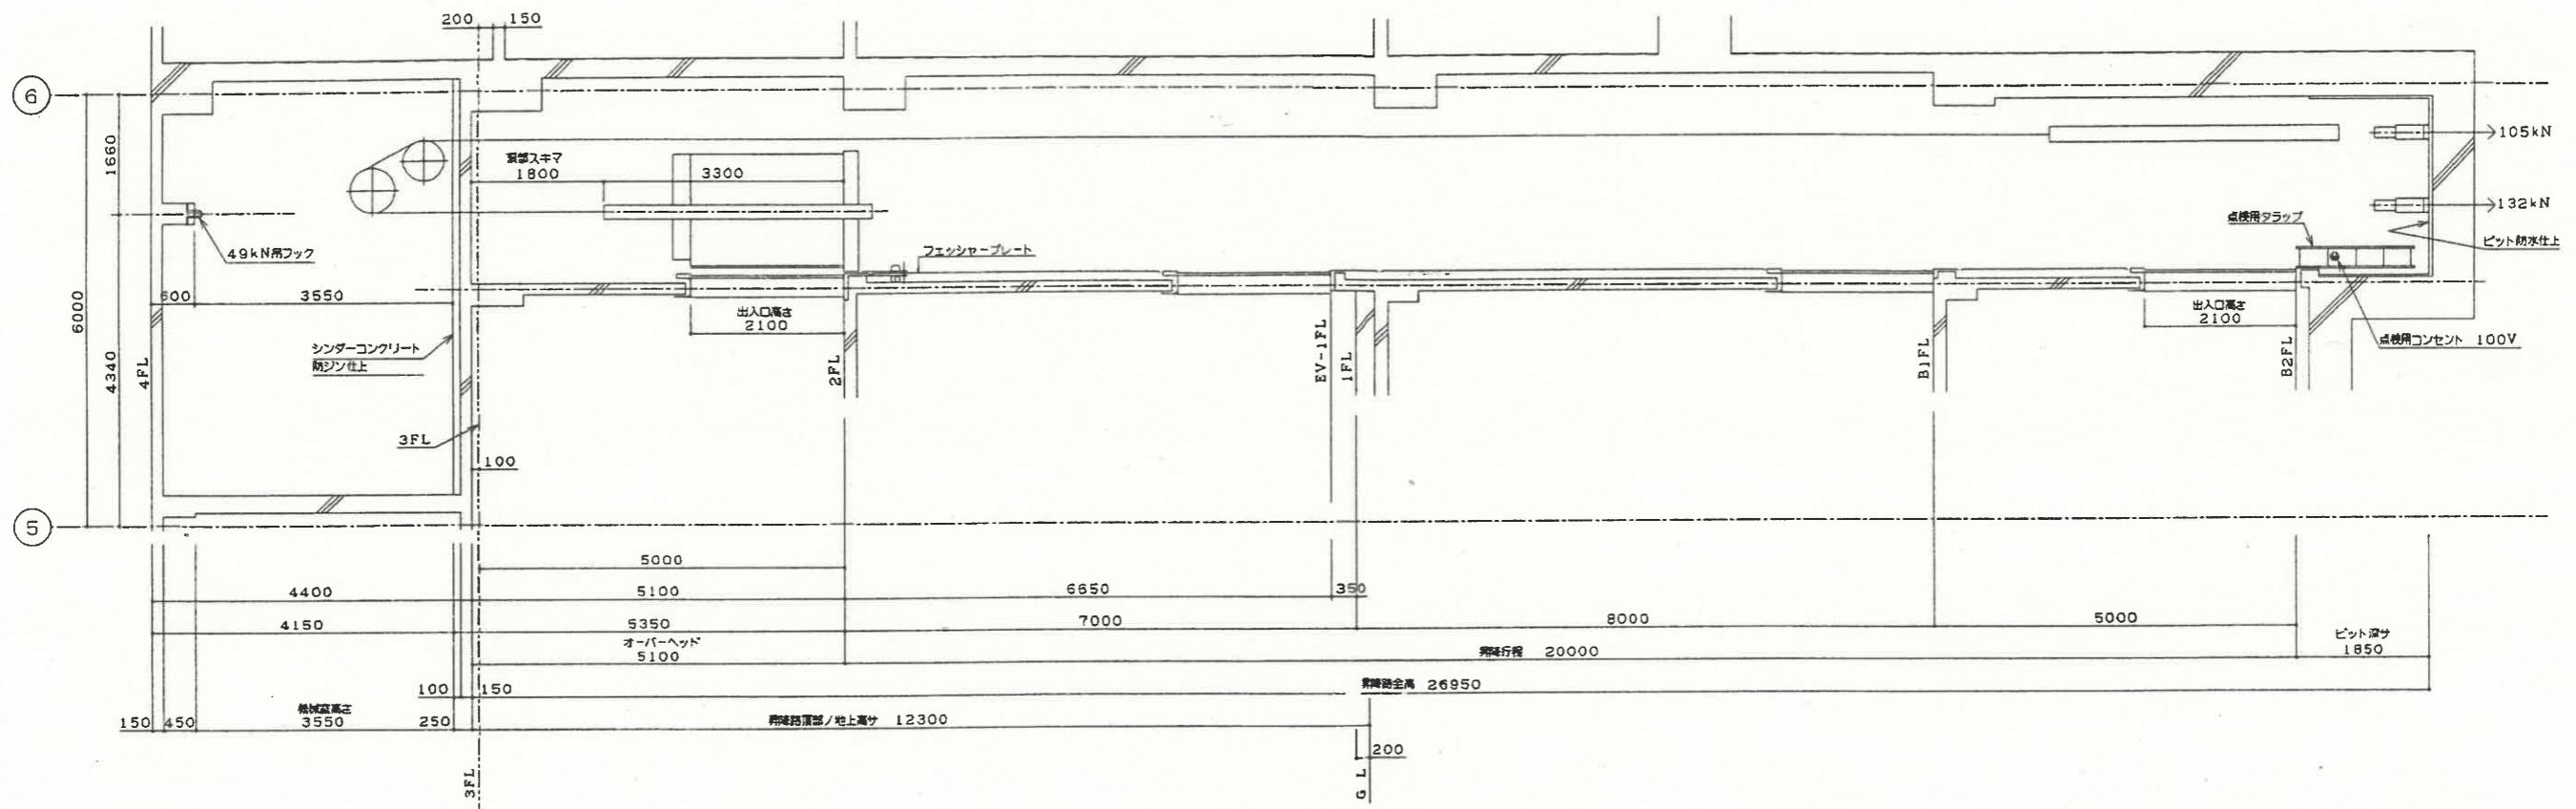 200 150
6
1660
6000
4340
4FL
49kN吊フック
600
3550
シンダーコンクリート
防ジン仕上
3FL
100
頂部スキマ
1800
3300
出入口高さ
2100
2FL
フェッシャープレート
EV-1FL
1FL
B1FL
出入口高さ
2100
B2FL
点検用タラップ
105kN
132kN
ピット防水仕上
点検用コンセント 100V
5
5000
4400
5100
6650
350
4150
5350
7000
8000
5000
オーバーヘッド
5100
昇降行程 20000
ピット深サ
1850
100 150
昇降路全高 26950
150 450
機械室高さ
3550
250
昇降路頂部ノ地上高サ 12300
200
3FL
GL